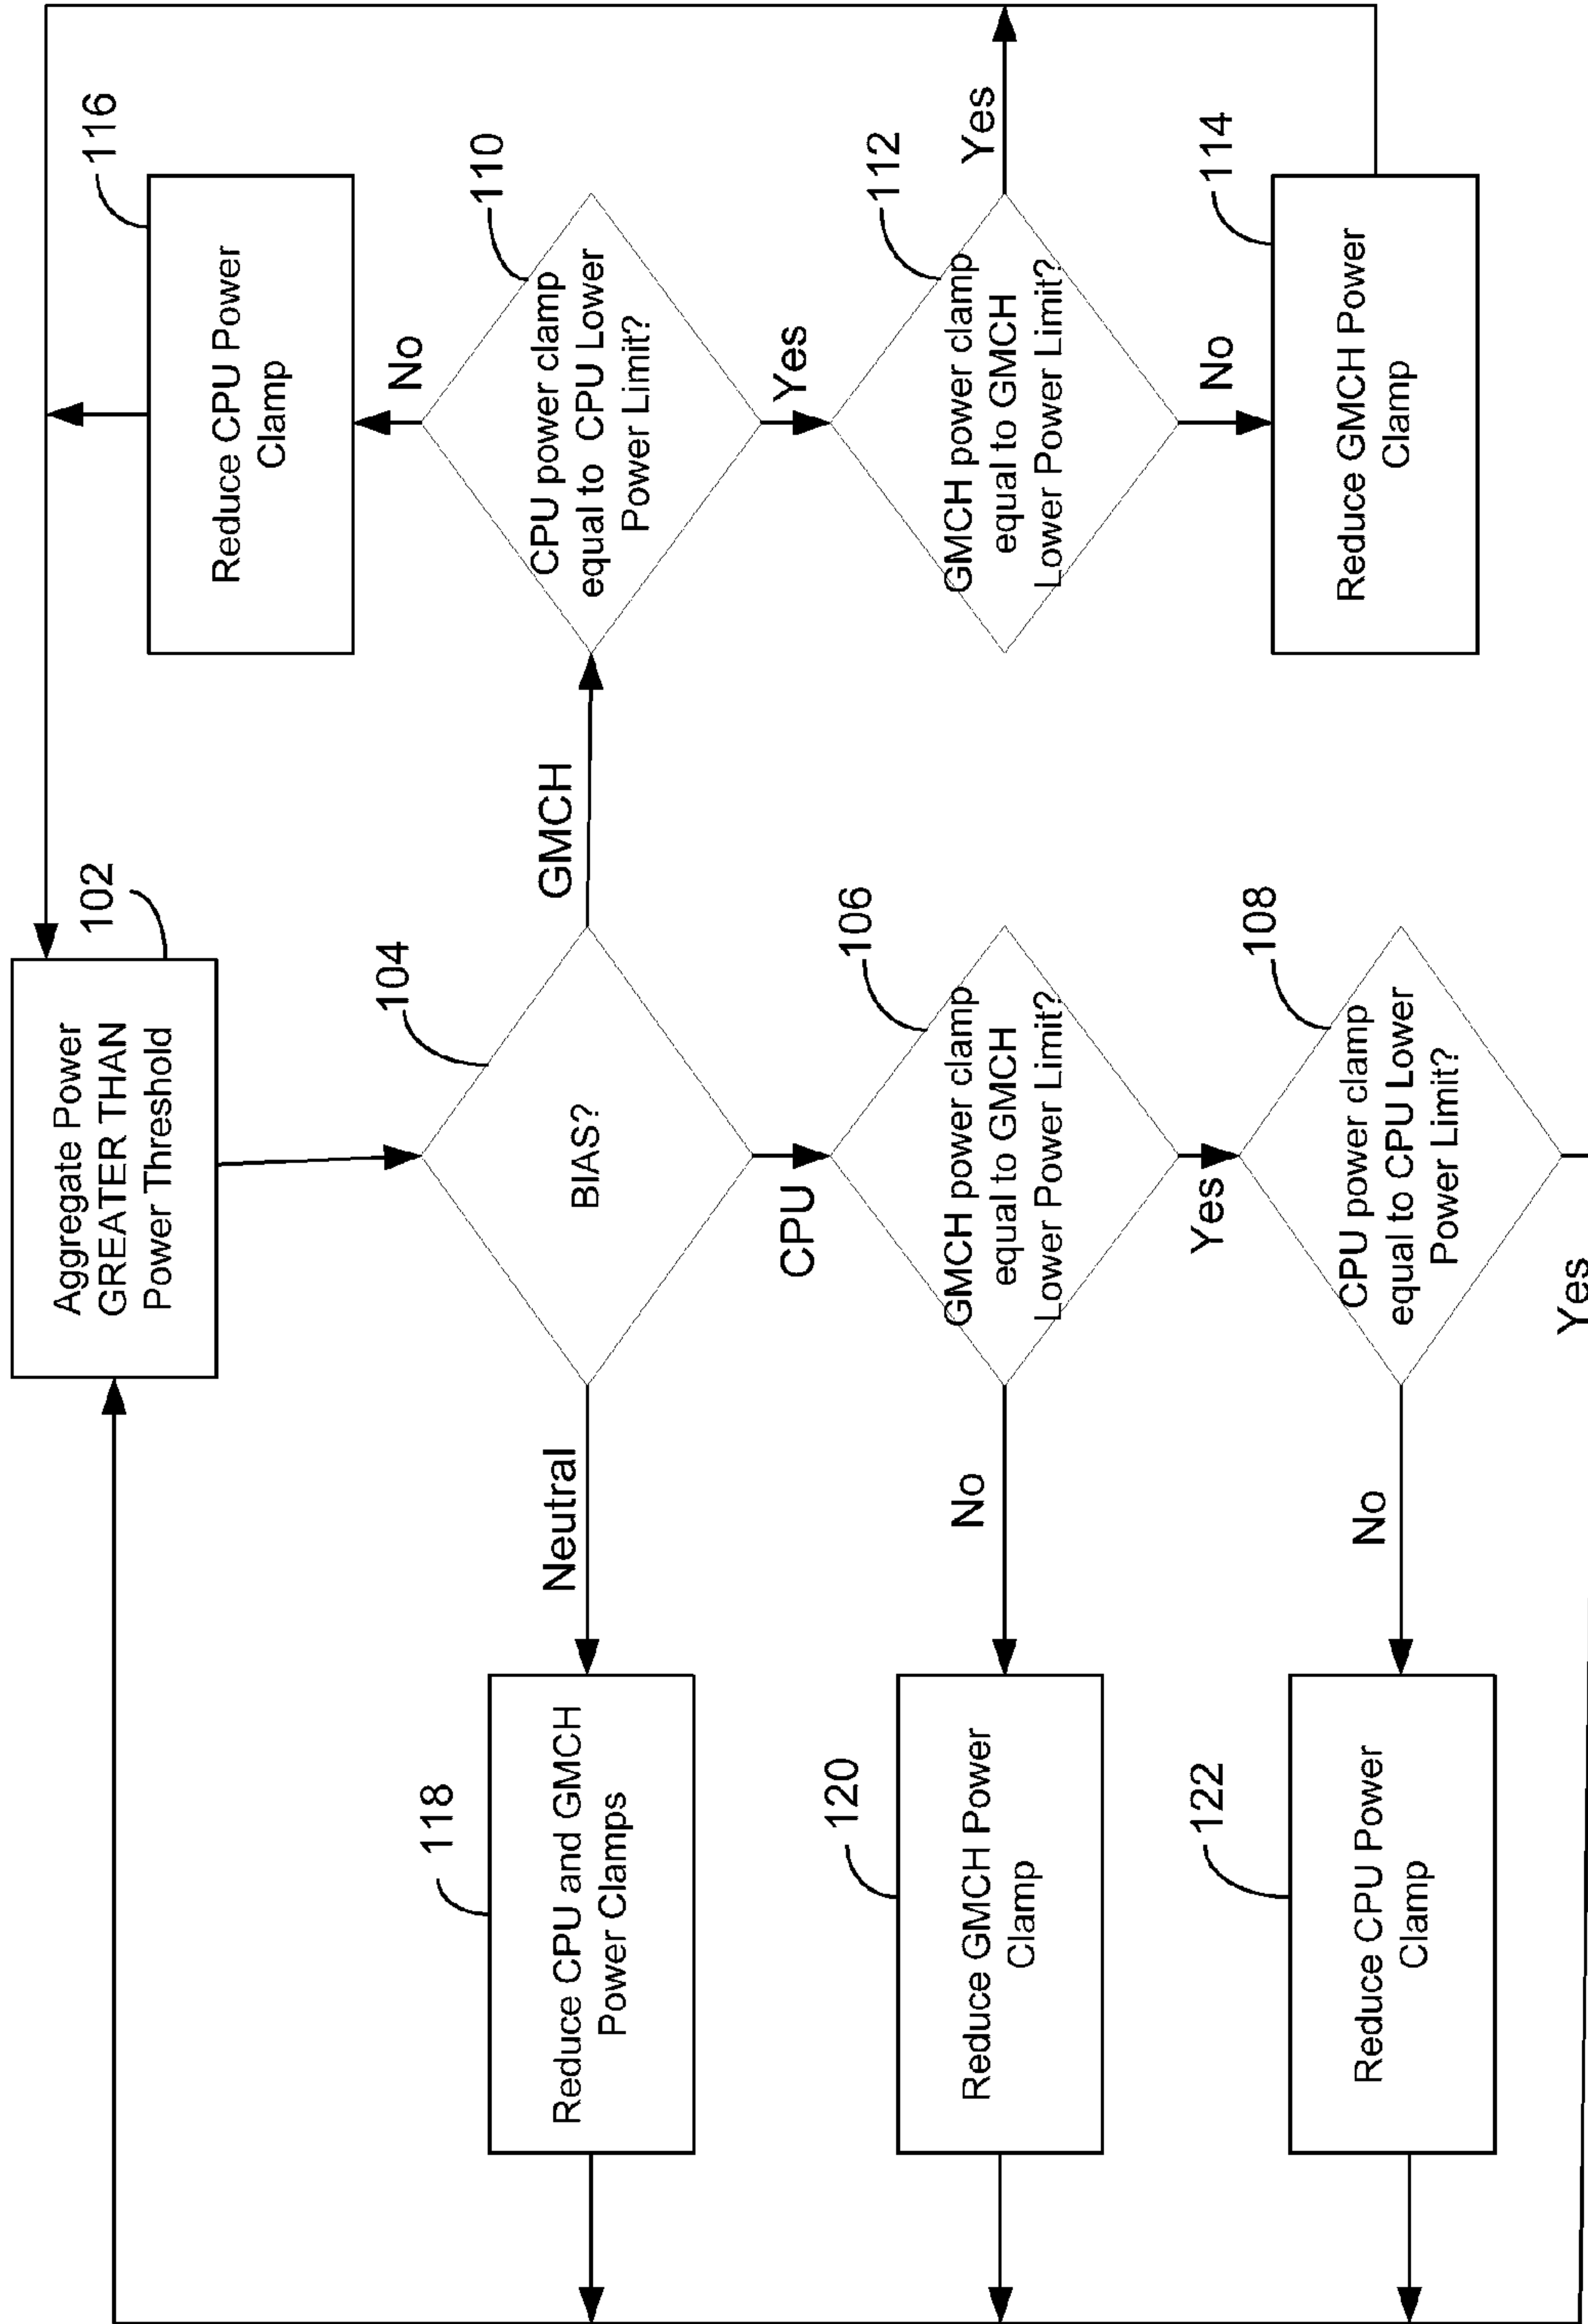 Aggregate Power
GREATER THAN
Power Threshold
102
BIAS?
104
Neutral
CPU
GMCH
Reduce CPU and GMCH
Power Clamps
118
GMCH power clamp
equal to GMCH
Lower Power Limit?
106
No
Yes
Reduce GMCH Power
Clamp
120
CPU power clamp
equal to CPU Lower
Power Limit?
108
No
Yes
Reduce CPU Power
Clamp
122
CPU power clamp
equal to CPU Lower
Power Limit?
110
No
Yes
Reduce CPU Power
Clamp
116
GMCH power clamp
equal to GMCH
Lower Power Limit?
112
Yes
No
Reduce GMCH Power
Clamp
114